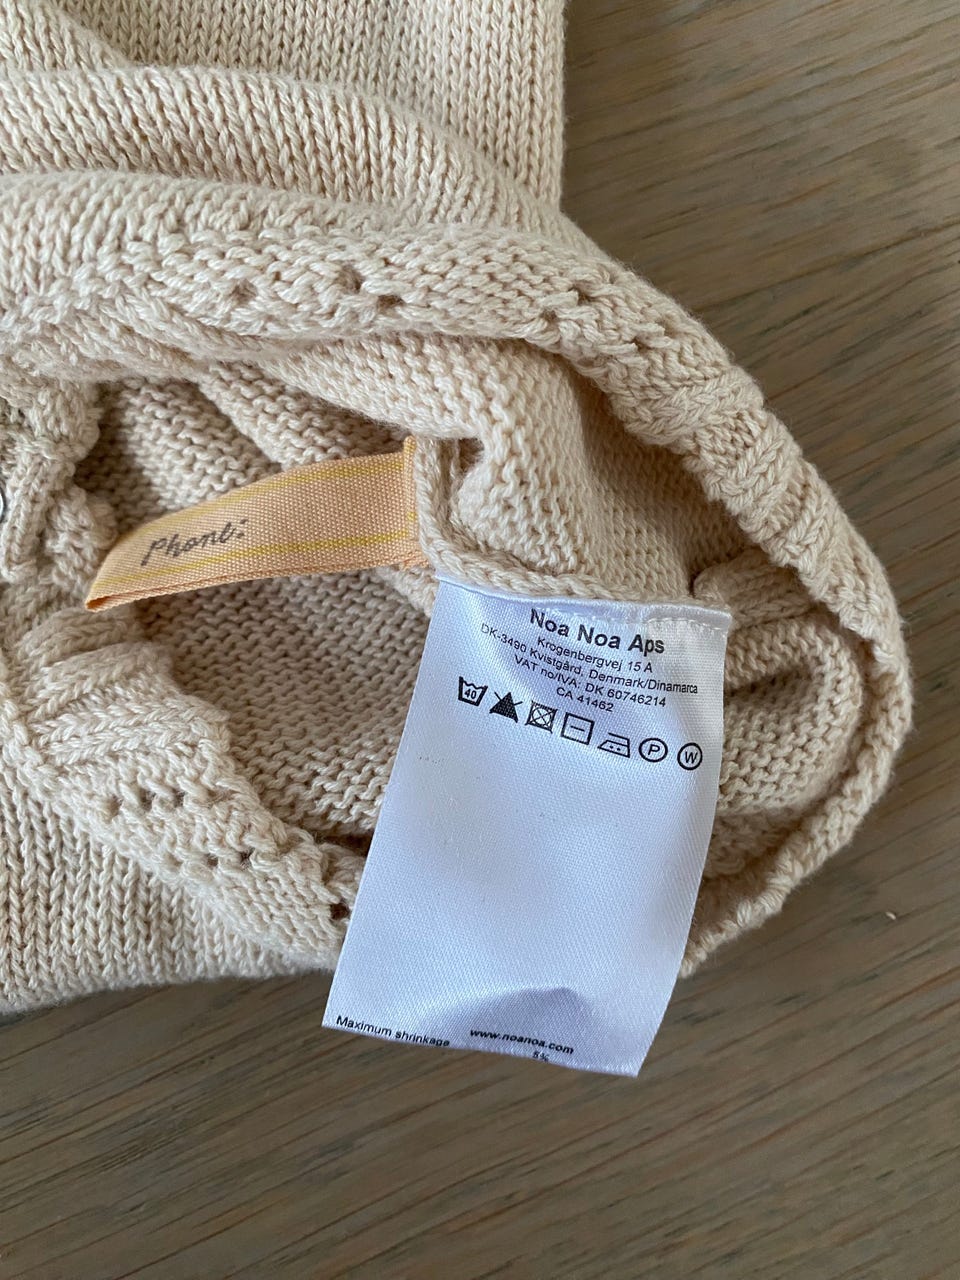 Phone:
Noa Noa Aps
Krogenbergvej 15 A
DK-3490 Kvistgård, Denmark/Dinamarca
VAT no/IVA: DK 60746214
CA 41462
40
P
W
Maximum shrinkage
www.noanoa.com
5%